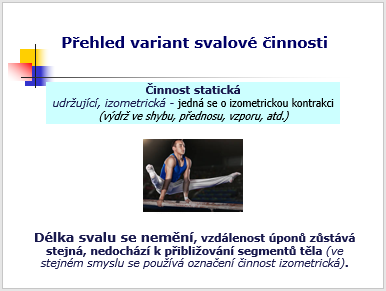 Přehled variant svalové činnosti
Činnost statická
udržující, izometrická - jedná se o izometrickou kontrakci
(výdrž ve shybu, přednosu, vzporu, atd.)
Délka svalu se nemění, vzdálenost úponů zůstává
stejná, nedochází k přibližování segmentů těla (ve
stejném smyslu se používá označení činnost izometrická).